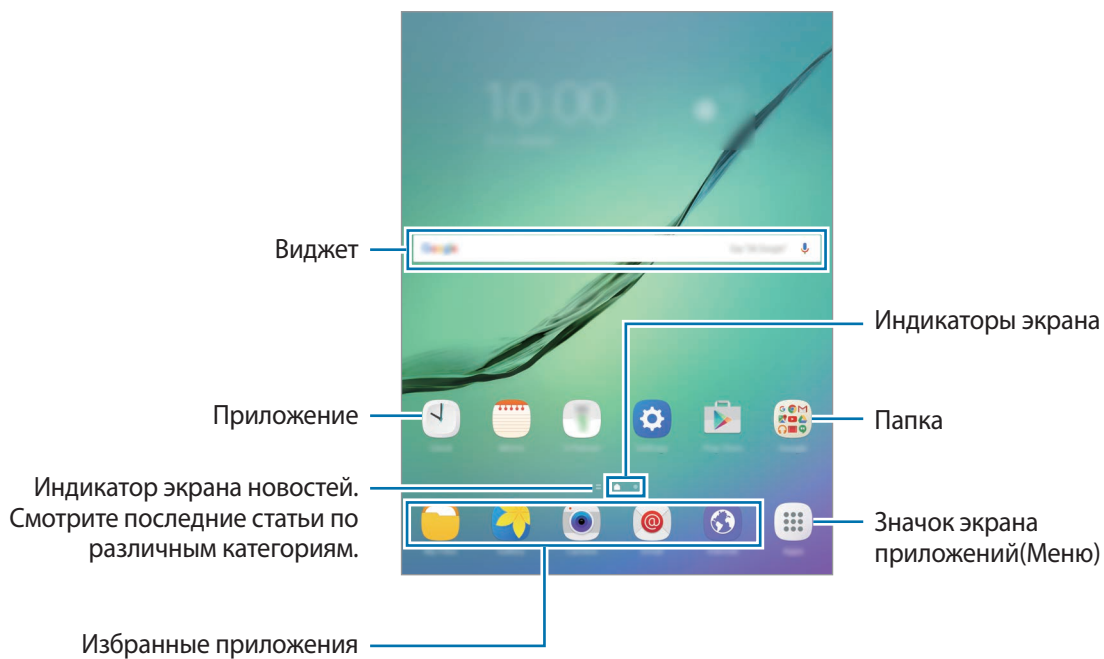 10:00
Google
Виджет
Индикаторы экрана
Приложение
Папка
Индикатор экрана новостей.
Смотрите последние статьи по
различным категориям.
Значок экрана
приложений(Меню)
Избранные приложения